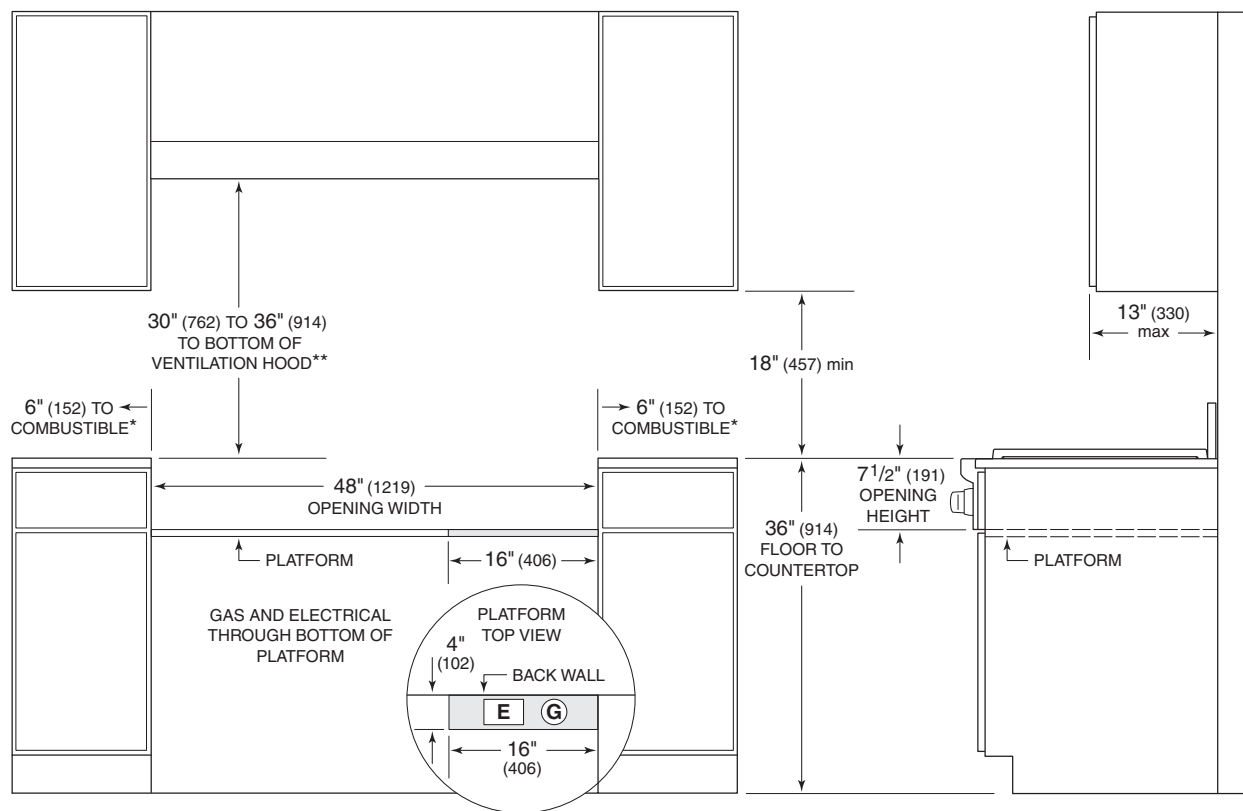 30" (762) TO 36" (914)
TO BOTTOM OF
VENTILATION HOOD**
13" (330)
max
18" (457) min
6" (152) TO
COMBUSTIBLE*
6" (152) TO
COMBUSTIBLE*
48" (1219)
OPENING WIDTH
7 1/2" (191)
OPENING
HEIGHT
36" (914)
FLOOR TO
COUNTERTOP
PLATFORM
16" (406)
PLATFORM
GAS AND ELECTRICAL
THROUGH BOTTOM OF
PLATFORM
PLATFORM
TOP VIEW
4"
(102)
BACK WALL
E G
16"
(406)